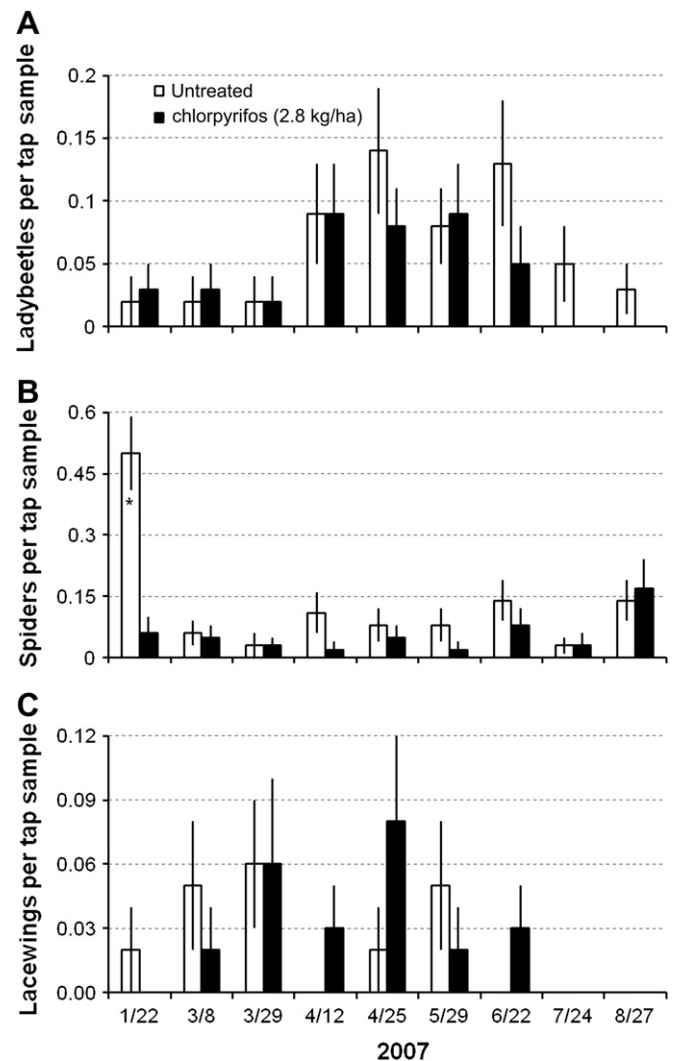 A
Ladybeetles per tap sample
0.2
0.15
0.1
0.05
0
Untreated
chlorpyrifos (2.8 kg/ha)
B
Spiders per tap sample
0.6
0.45
0.3
0.15
0
*
C
Lacewings per tap sample
0.12
0.09
0.06
0.03
0.00
1/22 3/8 3/29 4/12 4/25 5/29 6/22 7/24 8/27
2007